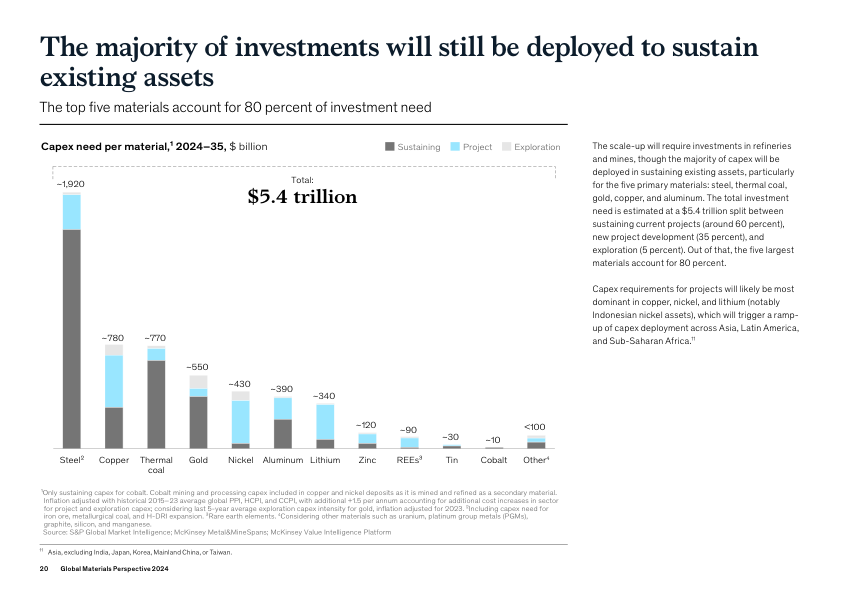 The majority of investments will still be deployed to sustain
existing assets
The top five materials account for 80 percent of investment need
Capex need per material,¹ 2024–35, $ billion
Sustaining
Project
Exploration
Total:
$5.4 trillion
~1,920
~780
~770
~550
~430
~390
~340
~120
~90
~30
~10
<100
Steel²
Copper
Thermal
coal
Gold
Nickel
Aluminum
Lithium
Zinc
REEs³
Tin
Cobalt
Other⁴
¹Only sustaining capex for cobalt. Cobalt mining and processing capex included in copper and nickel deposits as it is mined and refined as a secondary material.
Inflation adjusted with historical 2015–23 average global PPI, HCPI, and CCPI, with additional +1.5 per annum accounting for additional cost increases in sector
for project and exploration capex; considering last 5-year average exploration capex intensity for gold, inflation adjusted for 2023. ²Including capex need for
iron ore, metallurgical coal, and H-DRI expansion. ³Rare earth elements. ⁴Considering other materials such as uranium, platinum group metals (PGMs),
graphite, silicon, and manganese.
Source: S&P Global Market Intelligence; McKinsey Metal&MineSpans; McKinsey Value Intelligence Platform
The scale-up will require investments in refineries
and mines, though the majority of capex will be
deployed in sustaining existing assets, particularly
for the five primary materials: steel, thermal coal,
gold, copper, and aluminum. The total investment
need is estimated at a $5.4 trillion split between
sustaining current projects (around 60 percent),
new project development (35 percent), and
exploration (5 percent). Out of that, the five largest
materials account for 80 percent.
Capex requirements for projects will likely be most
dominant in copper, nickel, and lithium (notably
Indonesian nickel assets), which will trigger a ramp-
up of capex deployment across Asia, Latin America,
and Sub-Saharan Africa.¹¹
¹¹ Asia, excluding India, Japan, Korea, Mainland China, or Taiwan.
20 Global Materials Perspective 2024